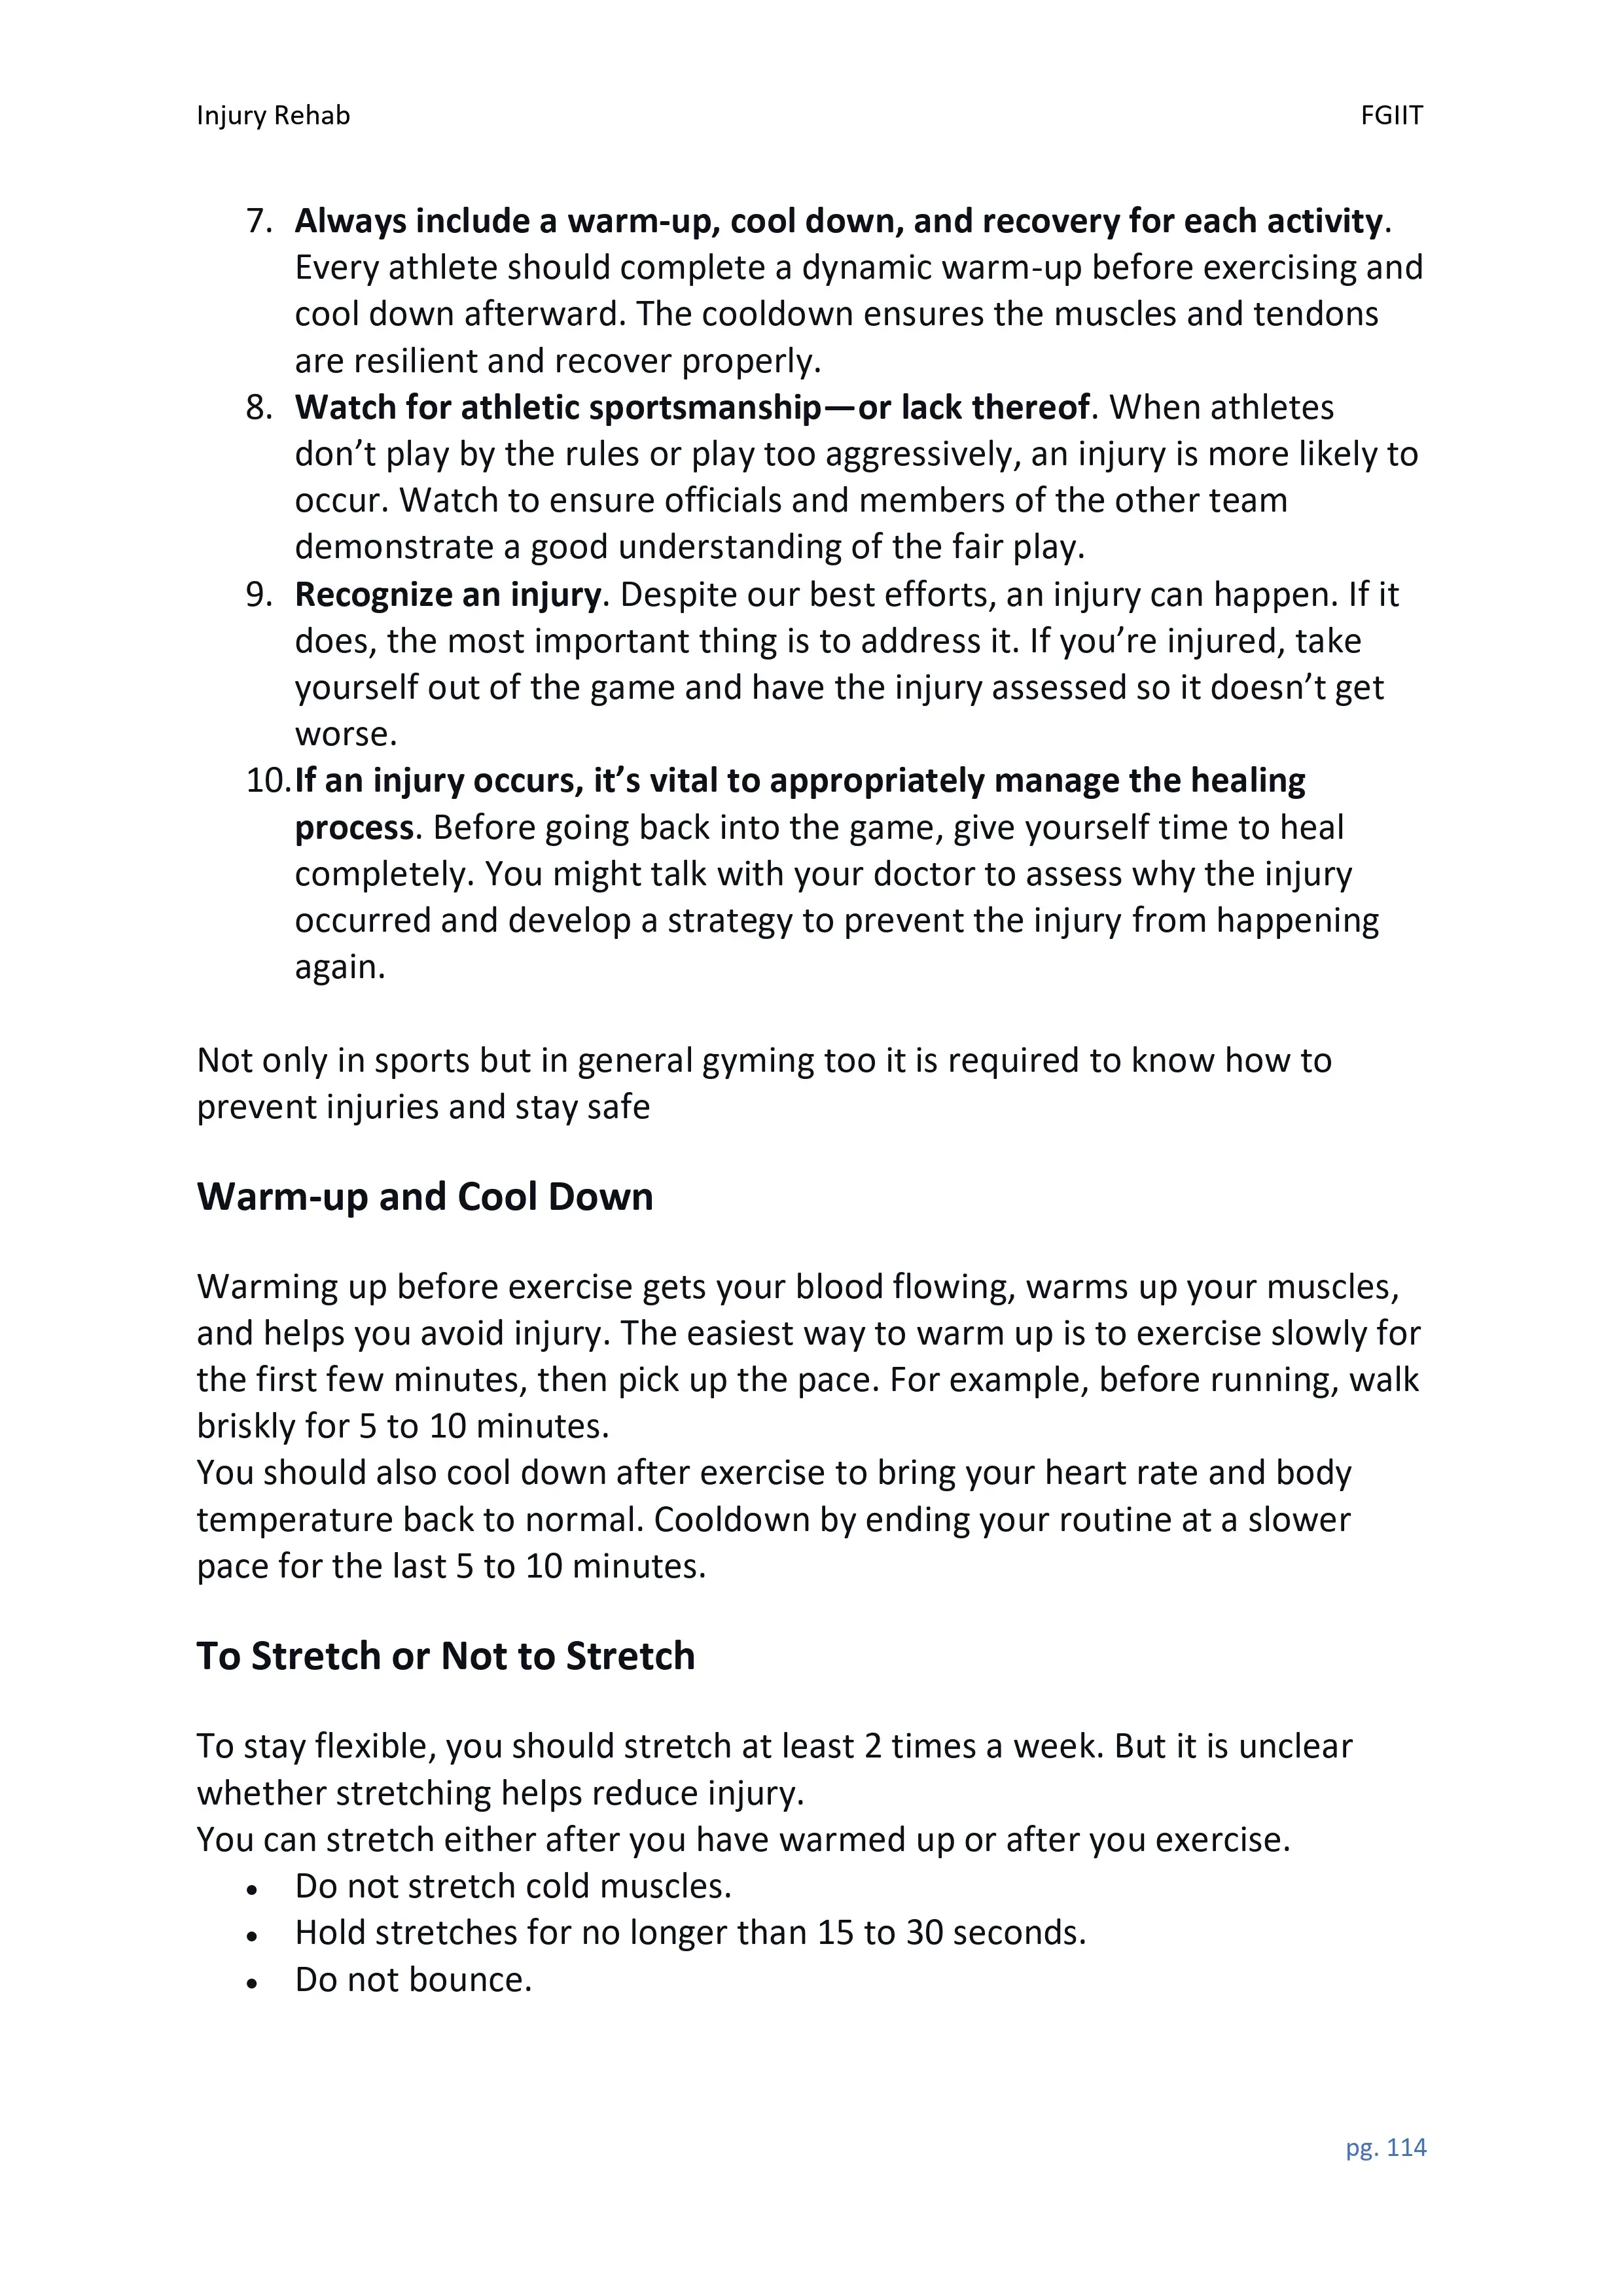 Injury Rehab FGIIT
7. Always include a warm-up, cool down, and recovery for each activity.
Every athlete should complete a dynamic warm-up before exercising and
cool down afterward. The cooldown ensures the muscles and tendons
are resilient and recover properly.
8. Watch for athletic sportsmanship—or lack thereof. When athletes
don’t play by the rules or play too aggressively, an injury is more likely to
occur. Watch to ensure officials and members of the other team
demonstrate a good understanding of the fair play.
9. Recognize an injury. Despite our best efforts, an injury can happen. If it
does, the most important thing is to address it. If you’re injured, take
yourself out of the game and have the injury assessed so it doesn’t get
worse.
10. If an injury occurs, it’s vital to appropriately manage the healing
process. Before going back into the game, give yourself time to heal
completely. You might talk with your doctor to assess why the injury
occurred and develop a strategy to prevent the injury from happening
again.
Not only in sports but in general gyming too it is required to know how to
prevent injuries and stay safe
Warm-up and Cool Down
Warming up before exercise gets your blood flowing, warms up your muscles,
and helps you avoid injury. The easiest way to warm up is to exercise slowly for
the first few minutes, then pick up the pace. For example, before running, walk
briskly for 5 to 10 minutes.
You should also cool down after exercise to bring your heart rate and body
temperature back to normal. Cooldown by ending your routine at a slower
pace for the last 5 to 10 minutes.
To Stretch or Not to Stretch
To stay flexible, you should stretch at least 2 times a week. But it is unclear
whether stretching helps reduce injury.
You can stretch either after you have warmed up or after you exercise.
• Do not stretch cold muscles.
• Hold stretches for no longer than 15 to 30 seconds.
• Do not bounce.
pg. 114